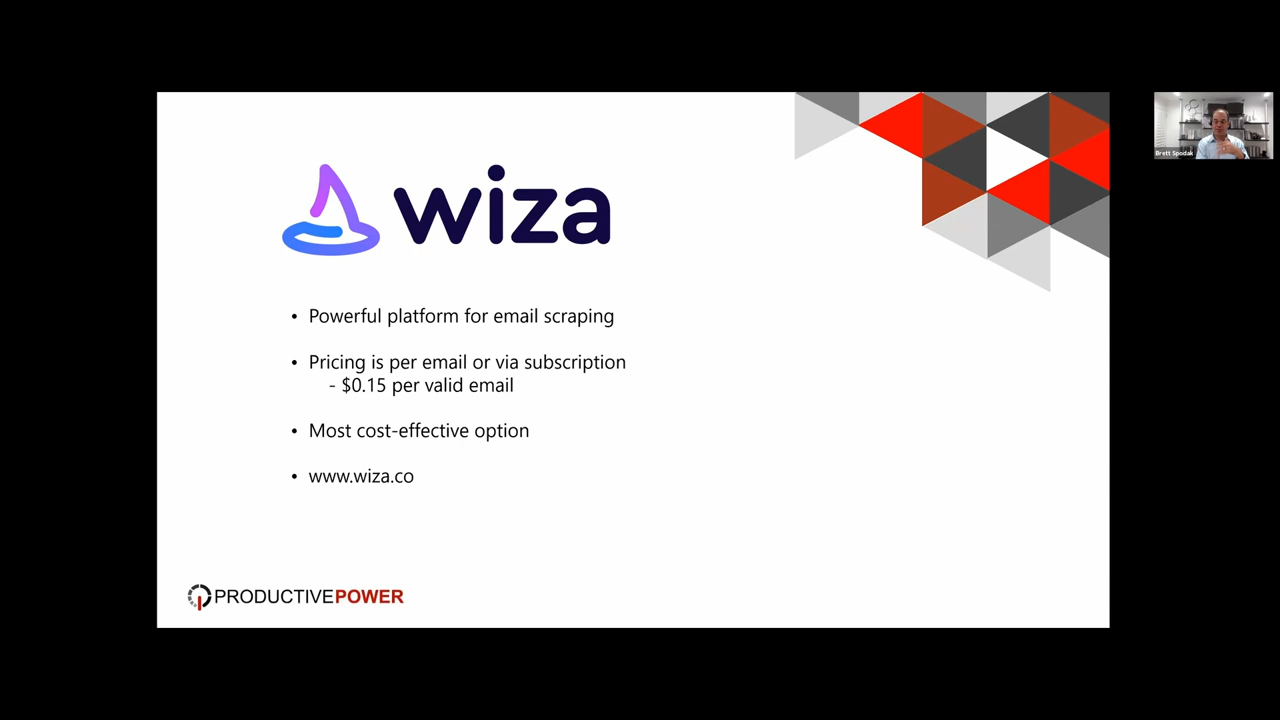 wiza
• Powerful platform for email scraping
• Pricing is per email or via subscription
- $0.15 per valid email
• Most cost-effective option
• www.wiza.co
PRODUCTIVEPOWER
Brett Spodak